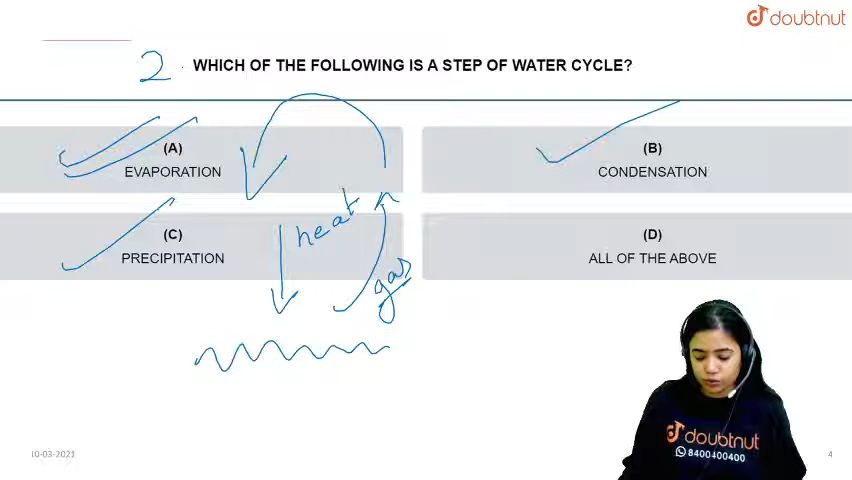 doubtnut
2. WHICH OF THE FOLLOWING IS A STEP OF WATER CYCLE?
(A)
EVAPORATION
(B)
CONDENSATION
(C)
PRECIPITATION
(D)
ALL OF THE ABOVE
heat
gas
doubtnut
8400400400
10-03-2021
4